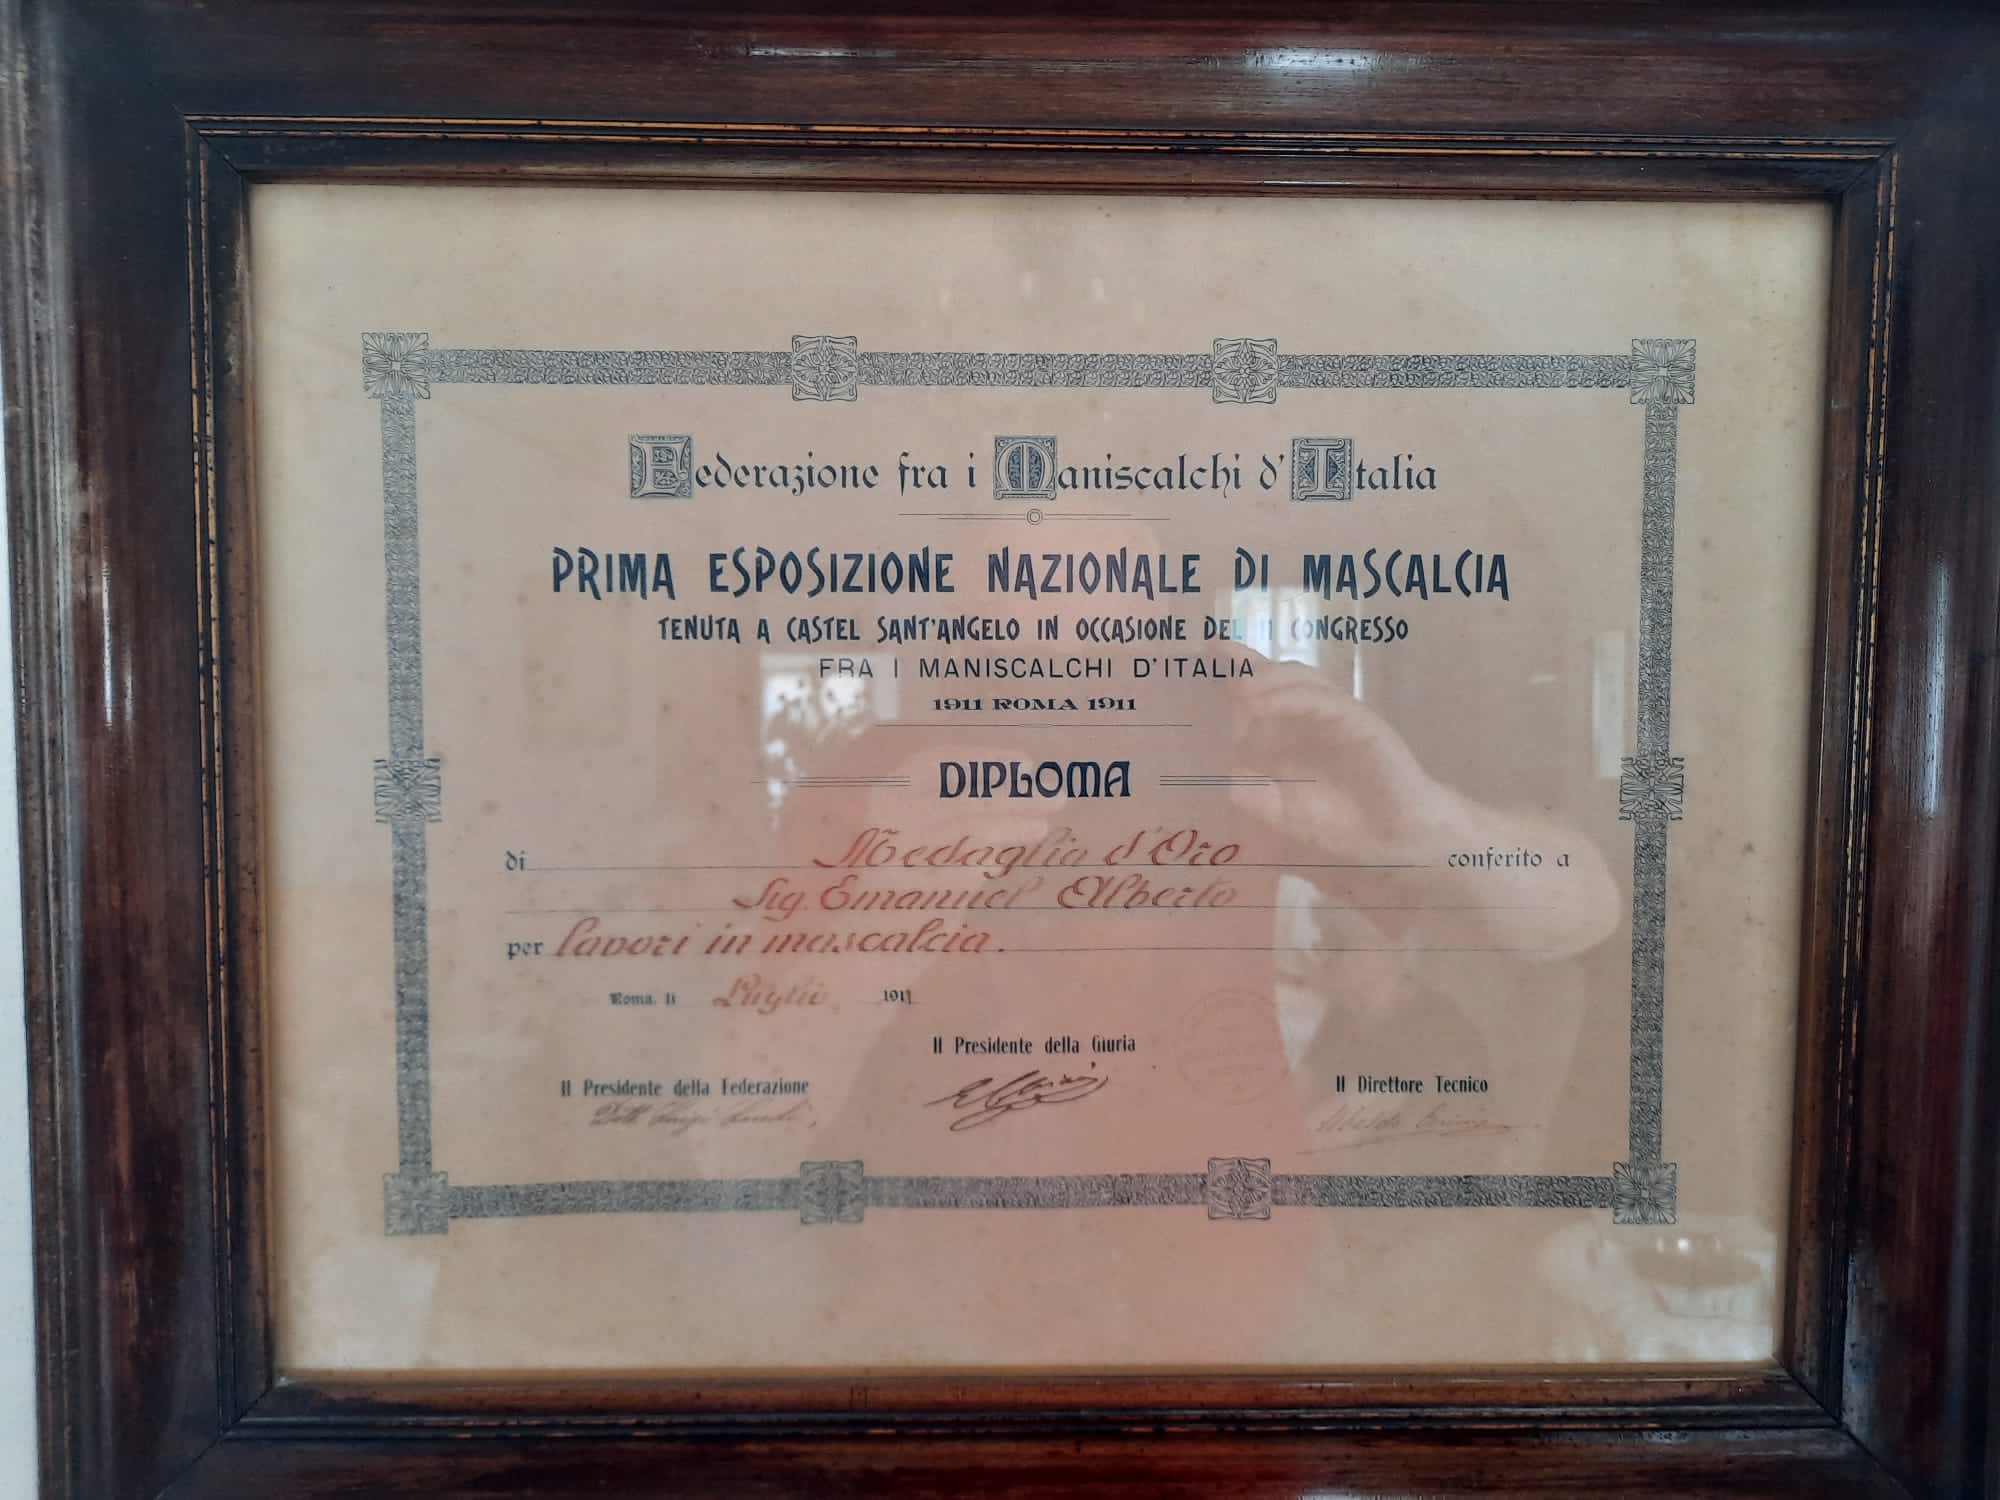 Federazione fra i Maniscalchi d'Italia
PRIMA ESPOSIZIONE NAZIONALE DI MASCALCIA
TENUTA A CASTEL SANT'ANGELO IN OCCASIONE DEL II CONGRESSO
FRA I MANISCALCHI D'ITALIA
1911 ROMA 1911
DIPLOMA
di Medaglia d'Oro conferito a
Sig. Emanuel Alberto
per lavori in mascalcia.
Roma, li Luglio 1911
Il Presidente della Giuria
Il Presidente della Federazione
Il Direttore Tecnico
Dott. Luigi